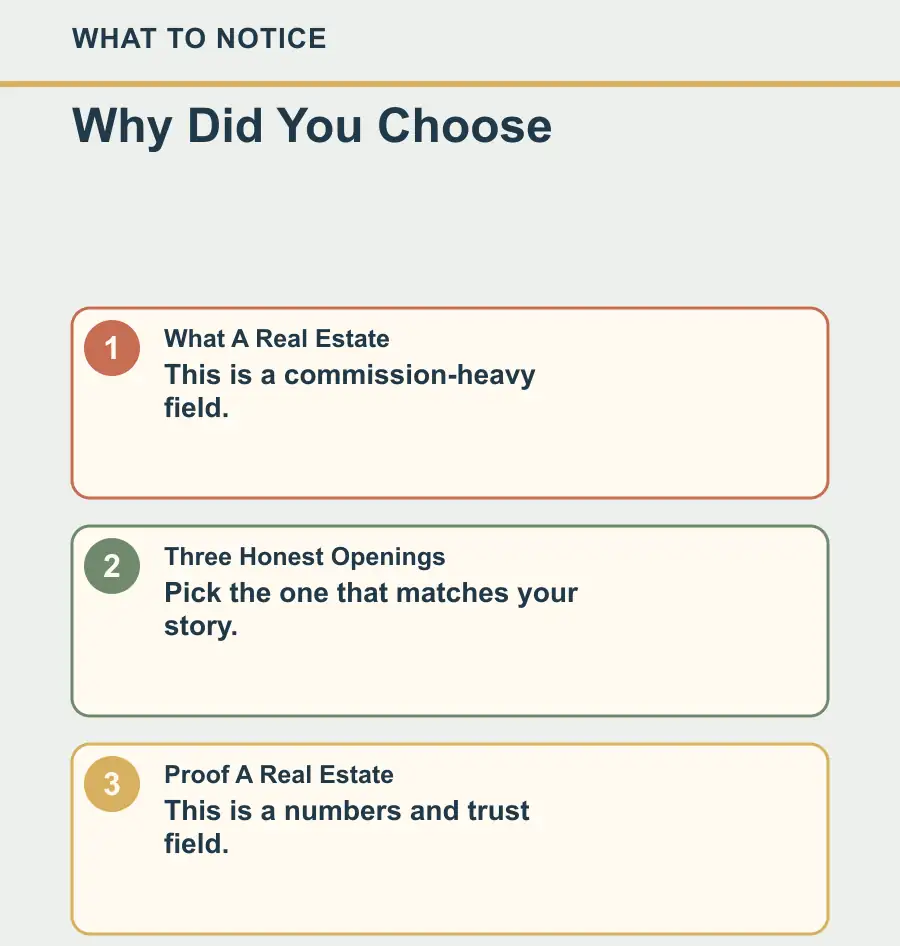 WHAT TO NOTICE
Why Did You Choose
1
What A Real Estate
This is a commission-heavy
field.
2
Three Honest Openings
Pick the one that matches your
story.
3
Proof A Real Estate
This is a numbers and trust
field.